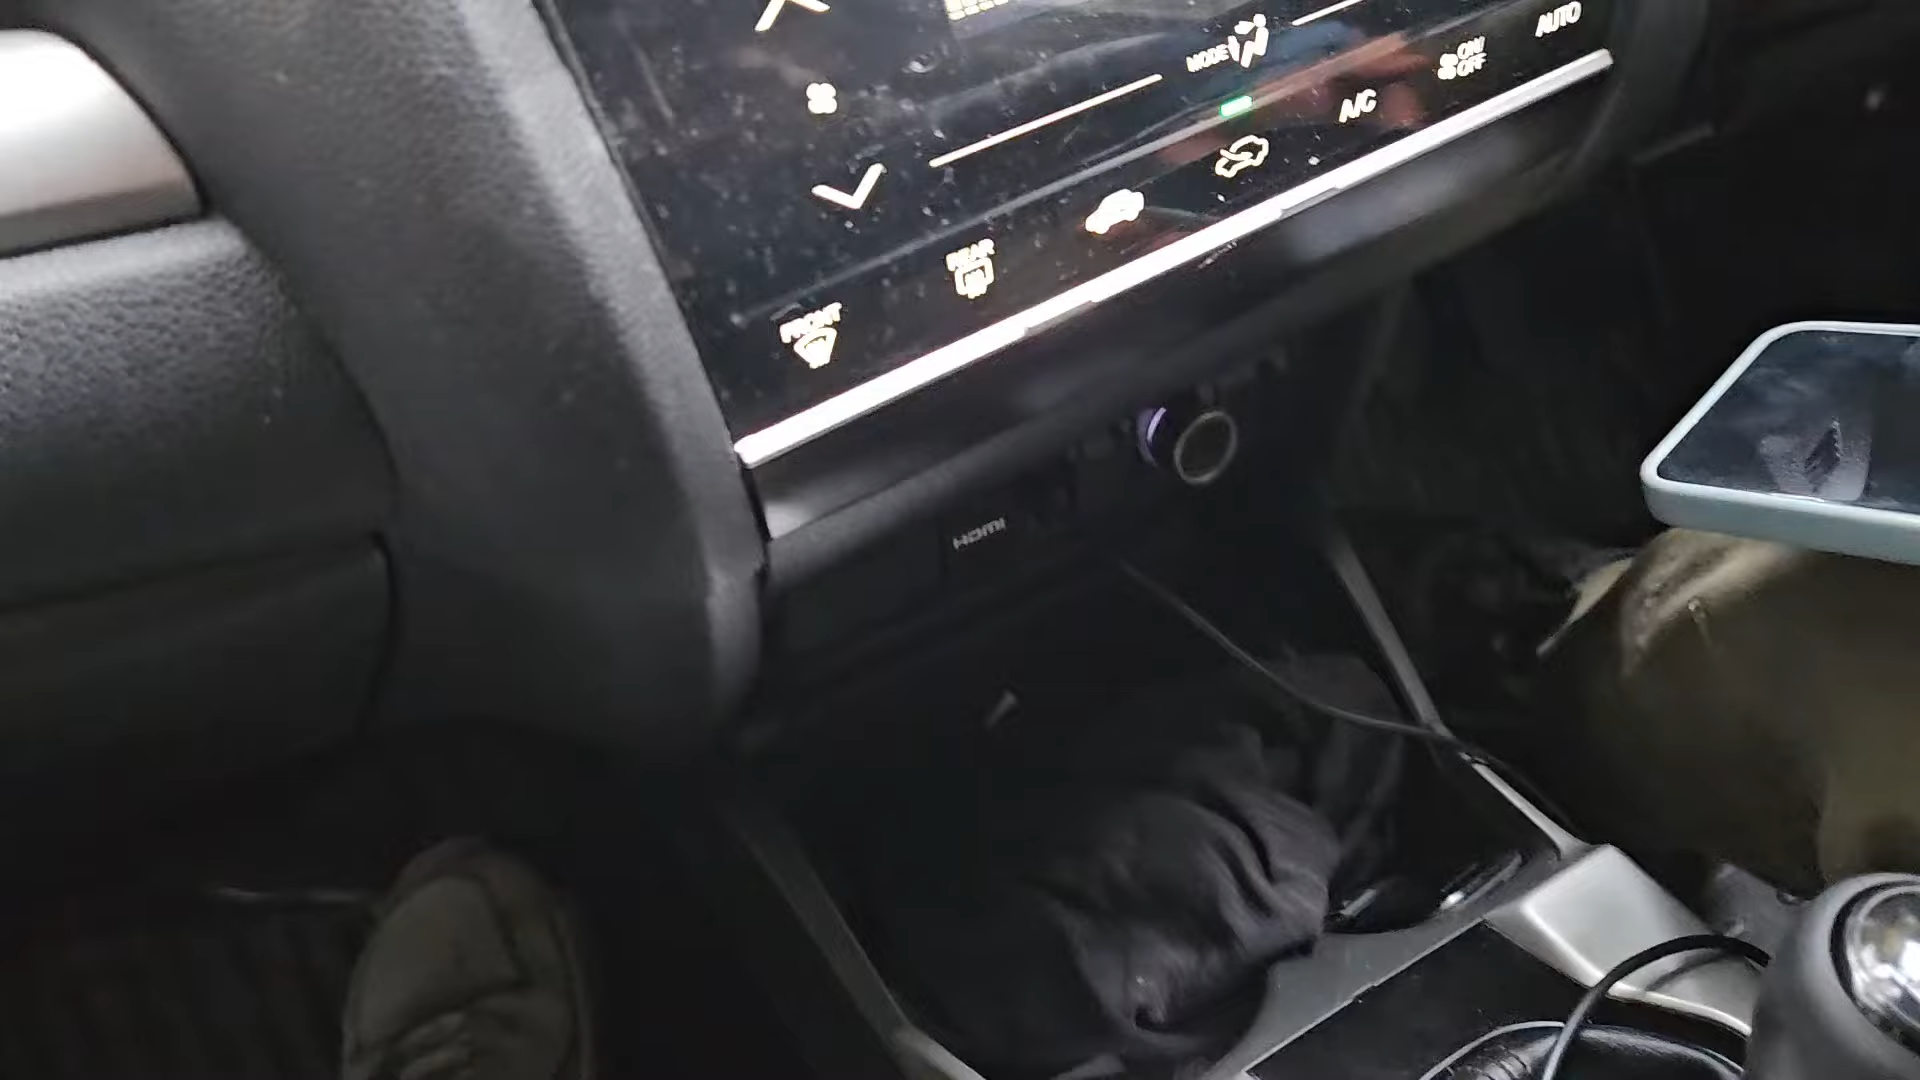 MODE
AUTO
ON/
OFF
A/C
REAR
FRONT
HDMI